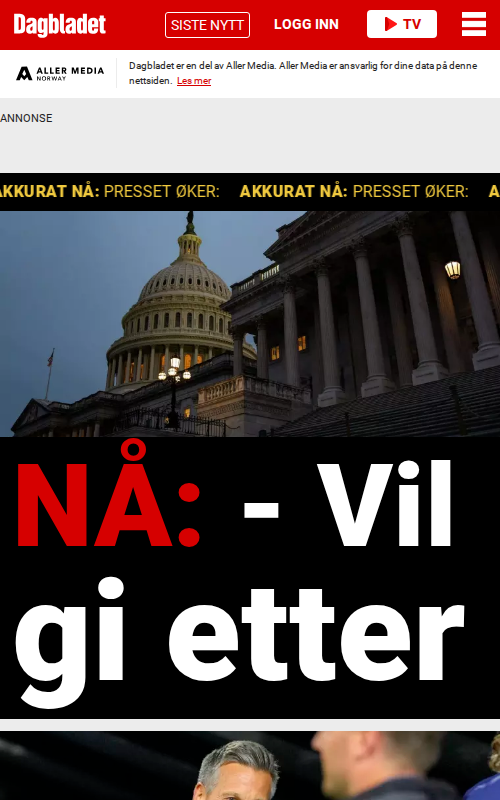 Dagbladet
SISTE NYTT
LOGG INN
TV
ALLER MEDIA
NORWAY
Dagbladet er en del av Aller Media. Aller Media er ansvarlig for dine data på denne
nettsiden. Les mer
ANNONSE
AKKURAT NÅ: PRESSET ØKER: AKKURAT NÅ: PRESSET ØKER: A
NÅ: - Vil
gi etter